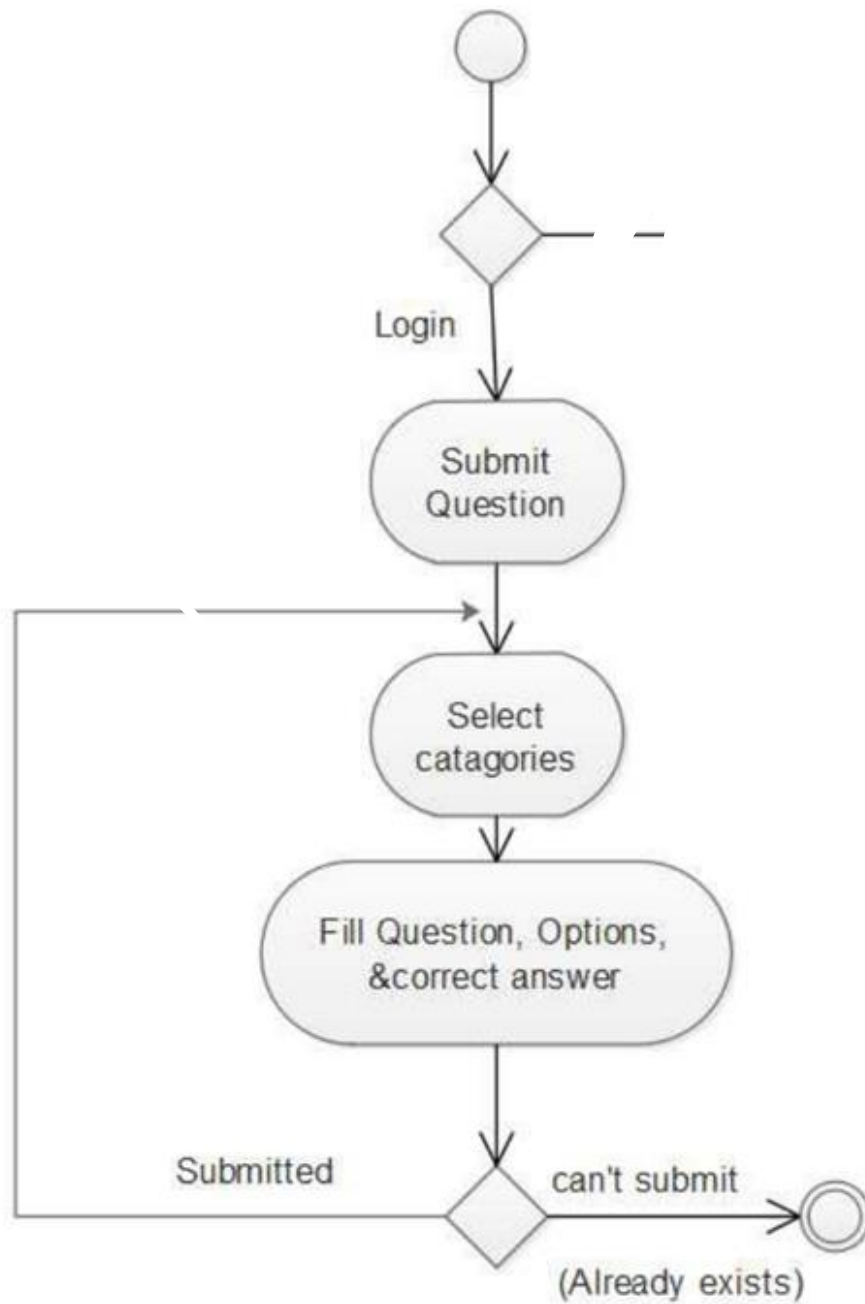 Login
Submit
Question
Select
catagories
Fill Question, Options,
&correct answer
Submitted
can't submit
(Already exists)